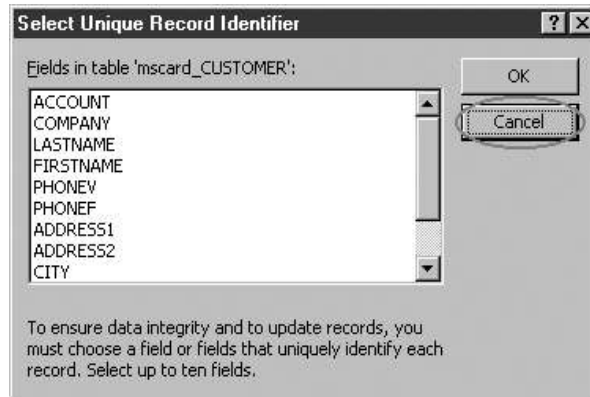 Select Unique Record Identifier
Fields in table 'mscard_CUSTOMER':
OK
Cancel
ACCOUNT
COMPANY
LASTNAME
FIRSTNAME
PHONEV
PHONEF
ADDRESS1
ADDRESS2
CITY
To ensure data integrity and to update records, you
must choose a field or fields that uniquely identify each
record. Select up to ten fields.